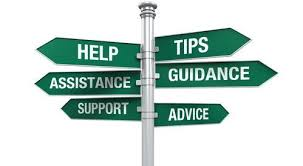 HELP
TIPS
ASSISTANCE
GUIDANCE
SUPPORT
ADVICE